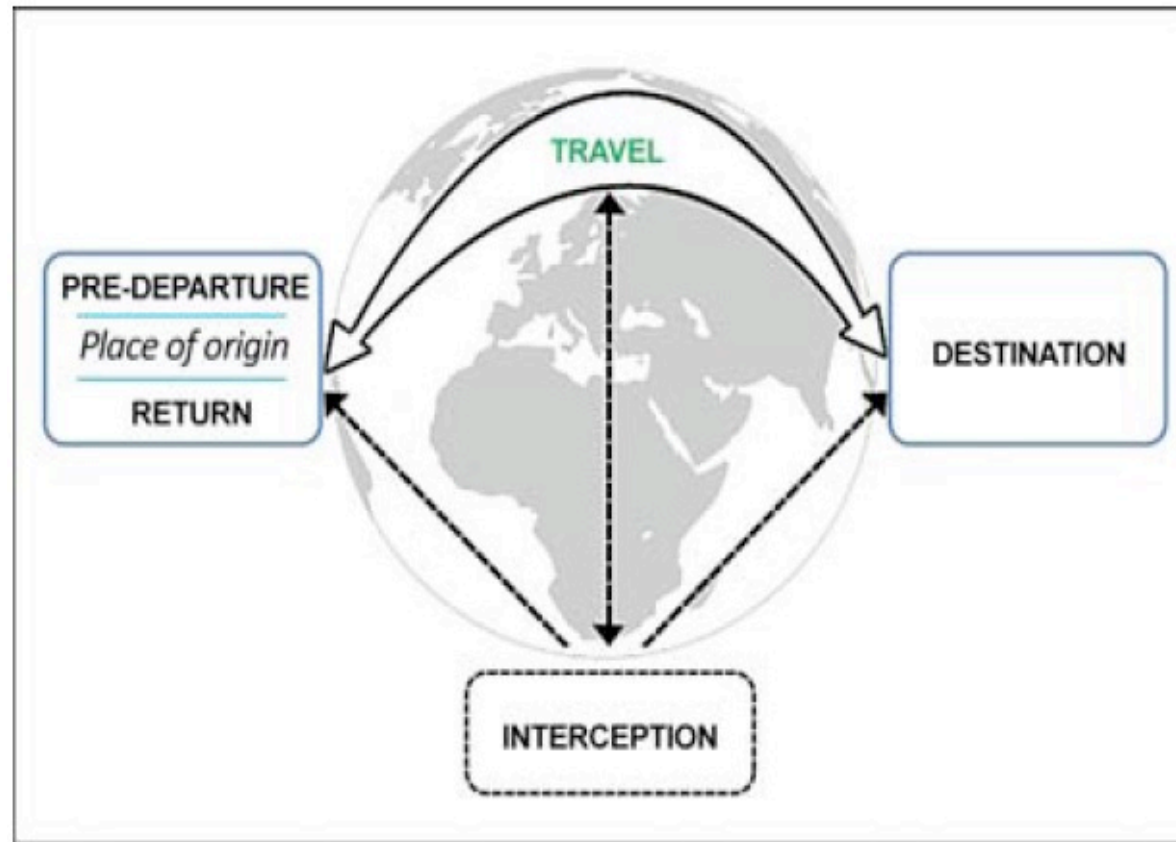 TRAVEL
PRE-DEPARTURE
Place of origin
RETURN
DESTINATION
INTERCEPTION